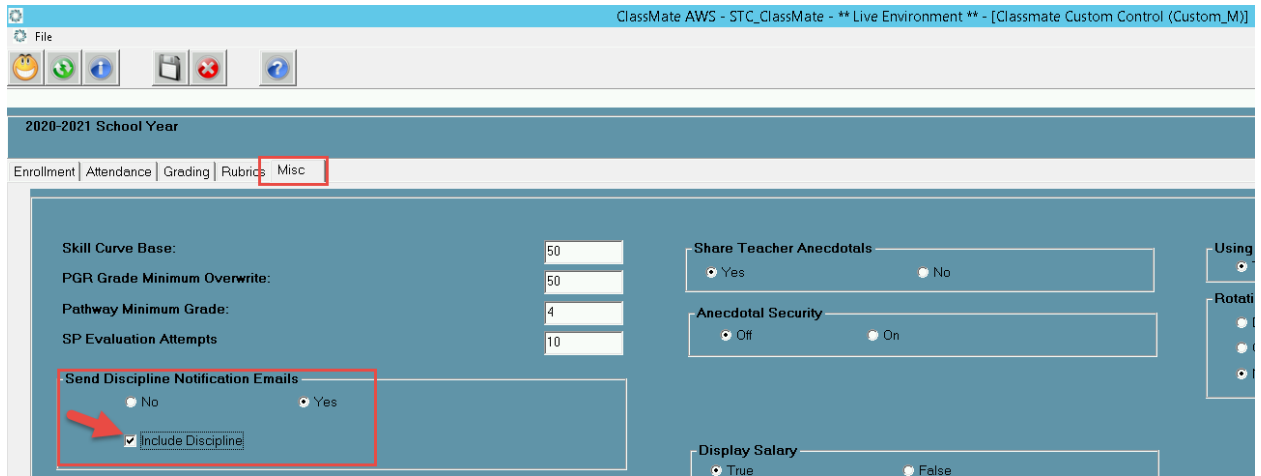 ClassMate AWS - STC_ClassMate - ** Live Environment ** - [Classmate Custom Control (Custom_M)]
File
2020-2021 School Year
Enrollment Attendance Grading Rubrics Misc
Skill Curve Base: 50
PGR Grade Minimum Overwrite: 50
Pathway Minimum Grade: 4
SP Evaluation Attempts 10
Send Discipline Notification Emails
No Yes
Include Discipline
Share Teacher Anecdotals
Yes No
Anecdotal Security
Off On
Display Salary
True False
Using